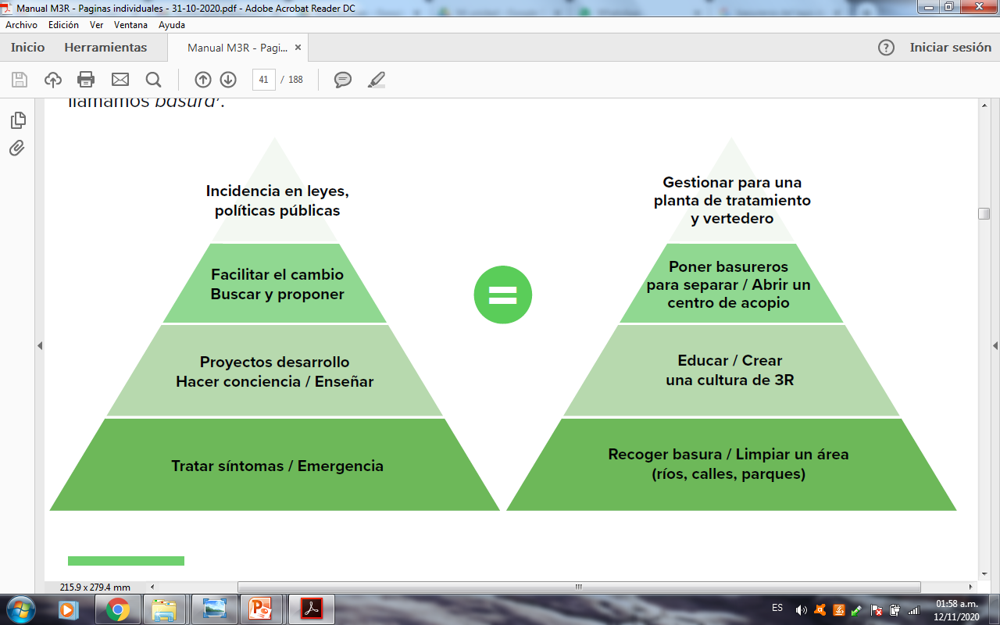 Manual M3R - Paginas individuales - 31-10-2020.pdf - Adobe Acrobat Reader DC
Archivo Edición Ver Ventana Ayuda
Inicio Herramientas Manual M3R - Pagi... × ? Iniciar sesión
41 / 188
llamamos basura¹.
Incidencia en leyes,
políticas públicas
Facilitar el cambio
Buscar y proponer
Proyectos desarrollo
Hacer conciencia / Enseñar
Tratar síntomas / Emergencia
=
Gestionar para una
planta de tratamiento
y vertedero
Poner basureros
para separar / Abrir un
centro de acopio
Educar / Crear
una cultura de 3R
Recoger basura / Limpiar un área
(ríos, calles, parques)
215.9 x 279.4 mm
ES
01:58 a.m.
12/11/2020